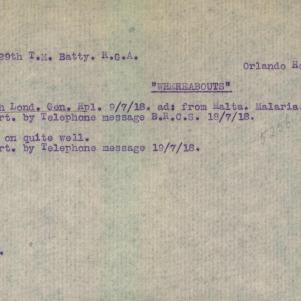 29th T.M. Batty. R.G.A.
Orlando
"WHEREABOUTS"
Lond. Gen. Hpl. 9/7/18. ad: from Malta. Malaria.
rt. by Telephone message B.R.C.S. 18/7/18.
on quite well.
rt. by Telephone message 19/7/18.